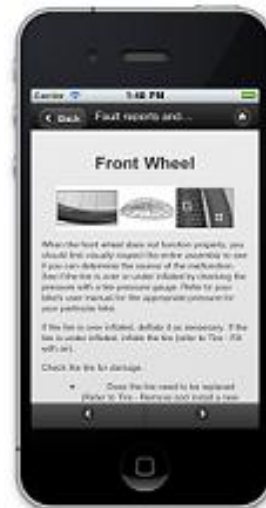 Carrier 1:48 PM
Back Fault reports and...
Front Wheel
When the front wheel does not function properly, you
should first visually inspect the entire assembly to see
if you can determine the source of the malfunction.
And if the tire is over or under inflated by checking the
pressure with a tire pressure gauge. Refer to your
bike's user manual for the appropriate pressure for
your particular bike.
If the tire is over inflated, deflate it as necessary. If the
tire is under inflated, inflate the tire (refer to Tire - Fill
with air).
Check the tire for damage.
• Does the tire need to be replaced
(Refer to Tire - Remove and install a new